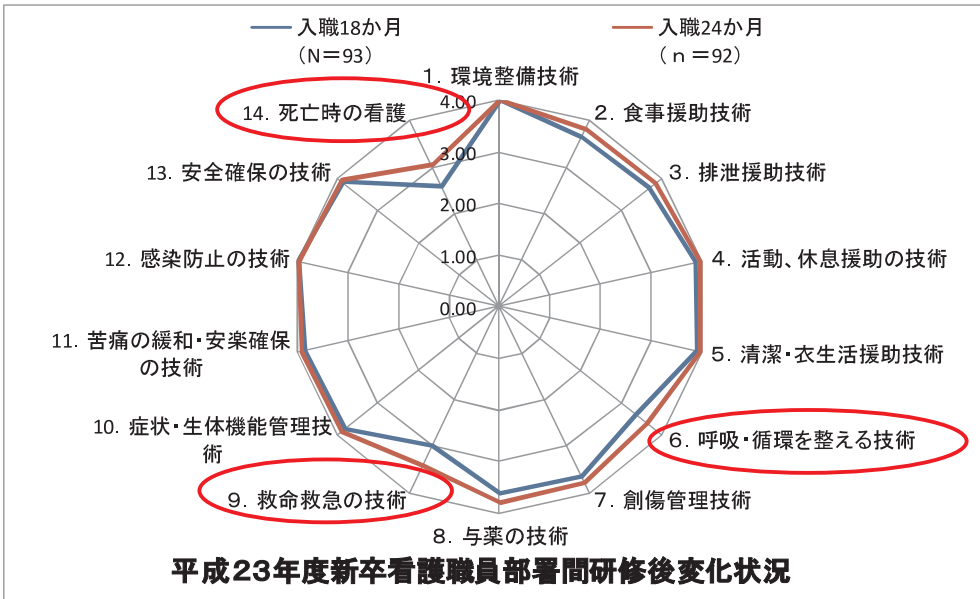 入職18か月
(N＝93)
入職24か月
(ｎ＝92)
1. 環境整備技術
2. 食事援助技術
3. 排泄援助技術
4. 活動、休息援助の技術
5. 清潔・衣生活援助技術
6. 呼吸・循環を整える技術
7. 創傷管理技術
8. 与薬の技術
9. 救命救急の技術
10. 症状・生体機能管理技
術
11. 苦痛の緩和・安楽確保
の技術
12. 感染防止の技術
13. 安全確保の技術
14. 死亡時の看護
4.00
3.00
2.00
1.00
0.00
平成23年度新卒看護職員部署間研修後変化状況